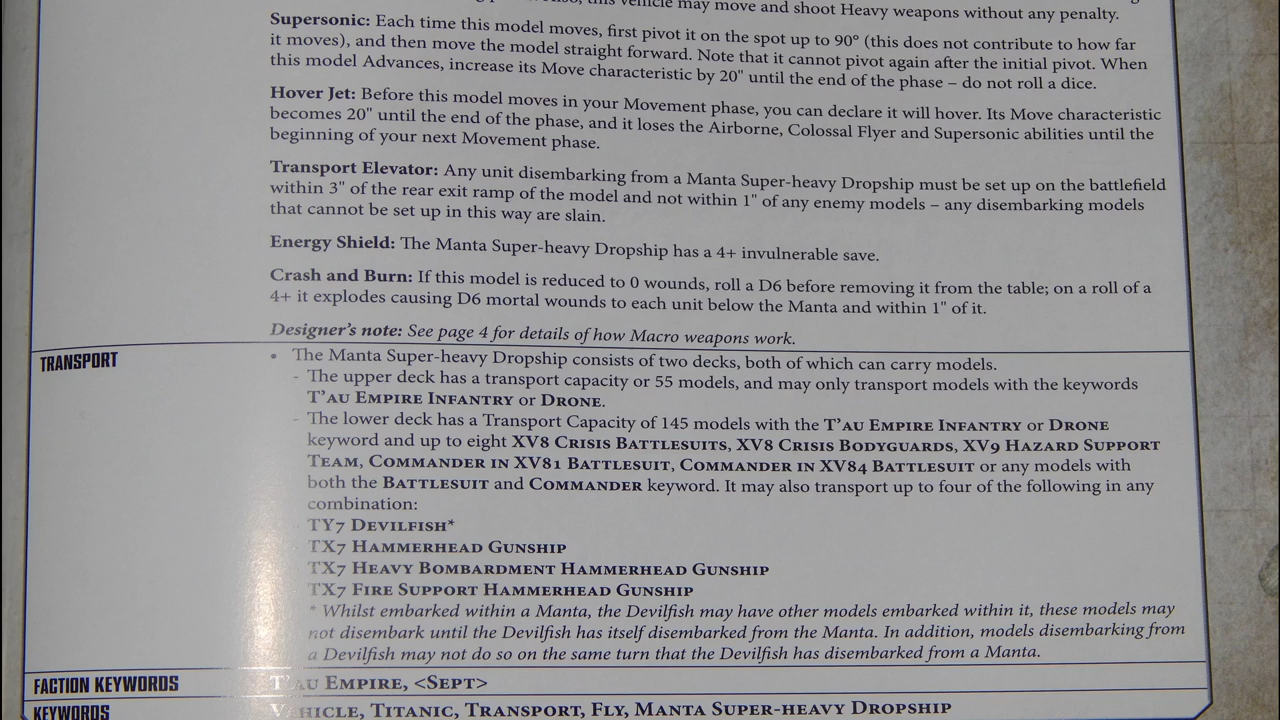 vehicle may move and shoot Heavy weapons without any penalty.
Supersonic: Each time this model moves, first pivot it on the spot up to 90° (this does not contribute to how far
it moves), and then move the model straight forward. Note that it cannot pivot again after the initial pivot. When
this model Advances, increase its Move characteristic by 20" until the end of the phase – do not roll a dice.
Hover Jet: Before this model moves in your Movement phase, you can declare it will hover. Its Move characteristic
becomes 20" until the end of the phase, and it loses the Airborne, Colossal Flyer and Supersonic abilities until the
beginning of your next Movement phase.
Transport Elevator: Any unit disembarking from a Manta Super-heavy Dropship must be set up on the battlefield
within 3" of the rear exit ramp of the model and not within 1" of any enemy models – any disembarking models
that cannot be set up in this way are slain.
Energy Shield: The Manta Super-heavy Dropship has a 4+ invulnerable save.
Crash and Burn: If this model is reduced to 0 wounds, roll a D6 before removing it from the table; on a roll of a
4+ it explodes causing D6 mortal wounds to each unit below the Manta and within 1" of it.
Designer's note: See page 4 for details of how Macro weapons work.
TRANSPORT
• The Manta Super-heavy Dropship consists of two decks, both of which can carry models.
- The upper deck has a transport capacity or 55 models, and may only transport models with the keywords
T'AU EMPIRE INFANTRY or DRONE.
- The lower deck has a Transport Capacity of 145 models with the T'AU EMPIRE INFANTRY or DRONE
keyword and up to eight XV8 CRISIS BATTLESUITS, XV8 CRISIS BODYGUARDS, XV9 HAZARD SUPPORT
TEAM, COMMANDER IN XV81 BATTLESUIT, COMMANDER IN XV84 BATTLESUIT or any models with
both the BATTLESUIT and COMMANDER keyword. It may also transport up to four of the following in any
combination:
- TY7 DEVILFISH*
- TX7 HAMMERHEAD GUNSHIP
- TX7 HEAVY BOMBARDMENT HAMMERHEAD GUNSHIP
- TX7 FIRE SUPPORT HAMMERHEAD GUNSHIP
* Whilst embarked within a Manta, the Devilfish may have other models embarked within it, these models may
not disembark until the Devilfish has itself disembarked from the Manta. In addition, models disembarking from
a Devilfish may not do so on the same turn that the Devilfish has disembarked from a Manta.
FACTION KEYWORDS T'AU EMPIRE, <SEPT>
KEYWORDS VEHICLE, TITANIC, TRANSPORT, FLY, MANTA SUPER-HEAVY DROPSHIP